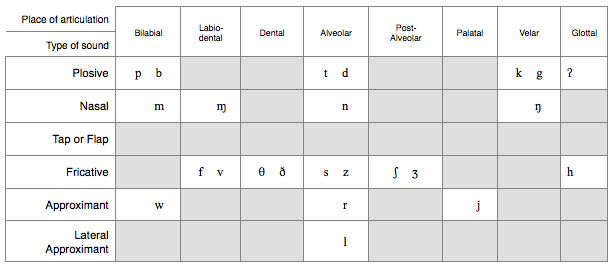 Place of articulation
Type of sound
Bilabial
Labio-
dental
Dental
Alveolar
Post-
Alveolar
Palatal
Velar
Glottal
Plosive p b t d k g ʔ
Nasal m ɱ n ŋ
Tap or Flap
Fricative f v θ ð s z ʃ ʒ h
Approximant w r j
Lateral
Approximant l